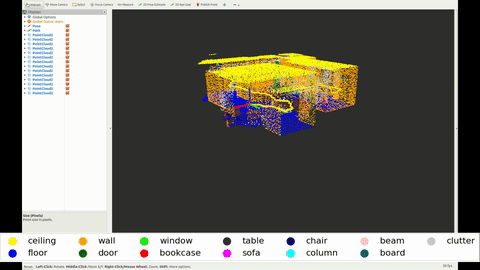 Interact Move Camera Select Focus Camera Measure 2D Pose Estimate 2D Nav Goal Publish Point
Displays
Global Options
Global Status: Warn
Pose
Path
PointCloud2
PointCloud2
PointCloud2
PointCloud2
PointCloud2
PointCloud2
PointCloud2
PointCloud2
PointCloud2
PointCloud2
PointCloud2
PointCloud2
PointCloud2
PointCloud2
Size (Pixels)
Point size in pixels.
ceiling wall window table chair beam clutter
floor door bookcase sofa column board
Reset Left-Click: Rotate. Middle-Click: Move X/Y. Right-Click/Mouse Wheel: Zoom. Shift: More options.